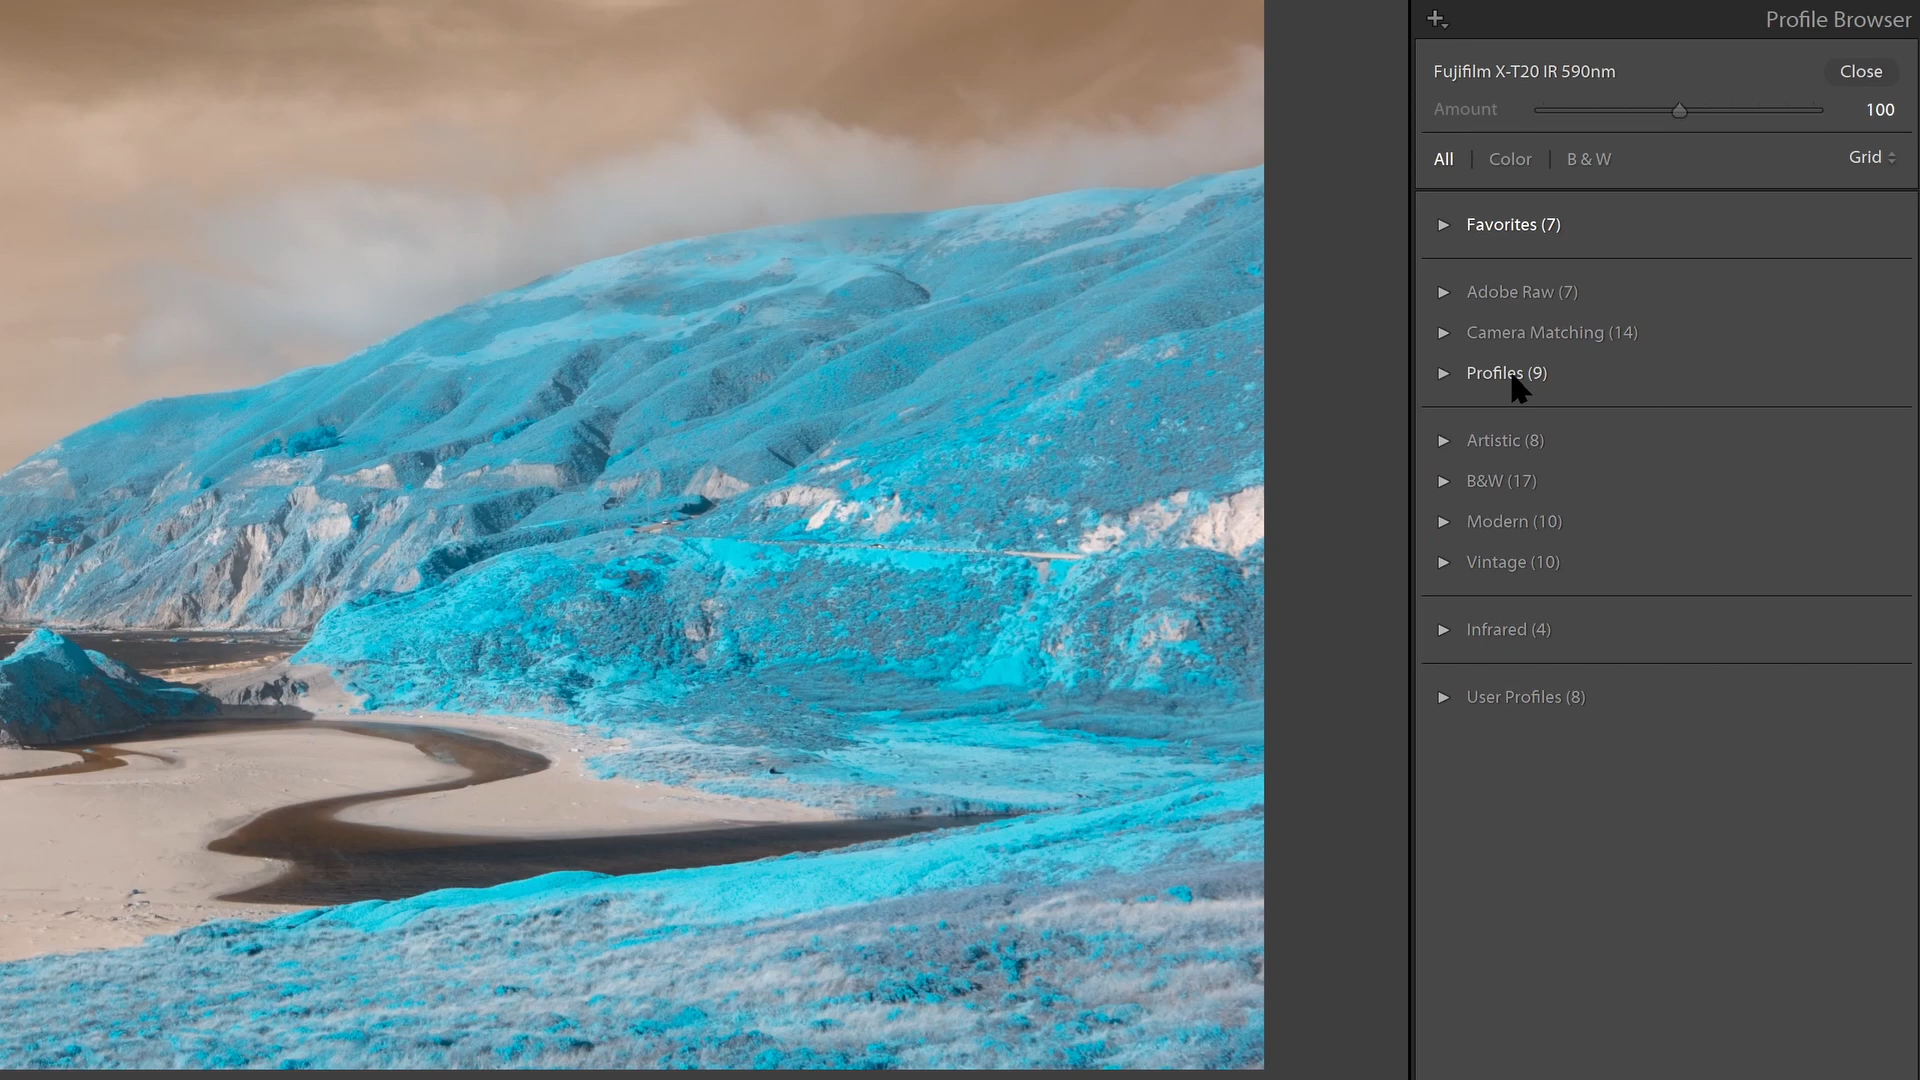 Profile Browser
Fujifilm X-T20 IR 590nm
Close
Amount
100
All | Color | B & W
Grid
Favorites (7)
Adobe Raw (7)
Camera Matching (14)
Profiles (9)
Artistic (8)
B&W (17)
Modern (10)
Vintage (10)
Infrared (4)
User Profiles (8)